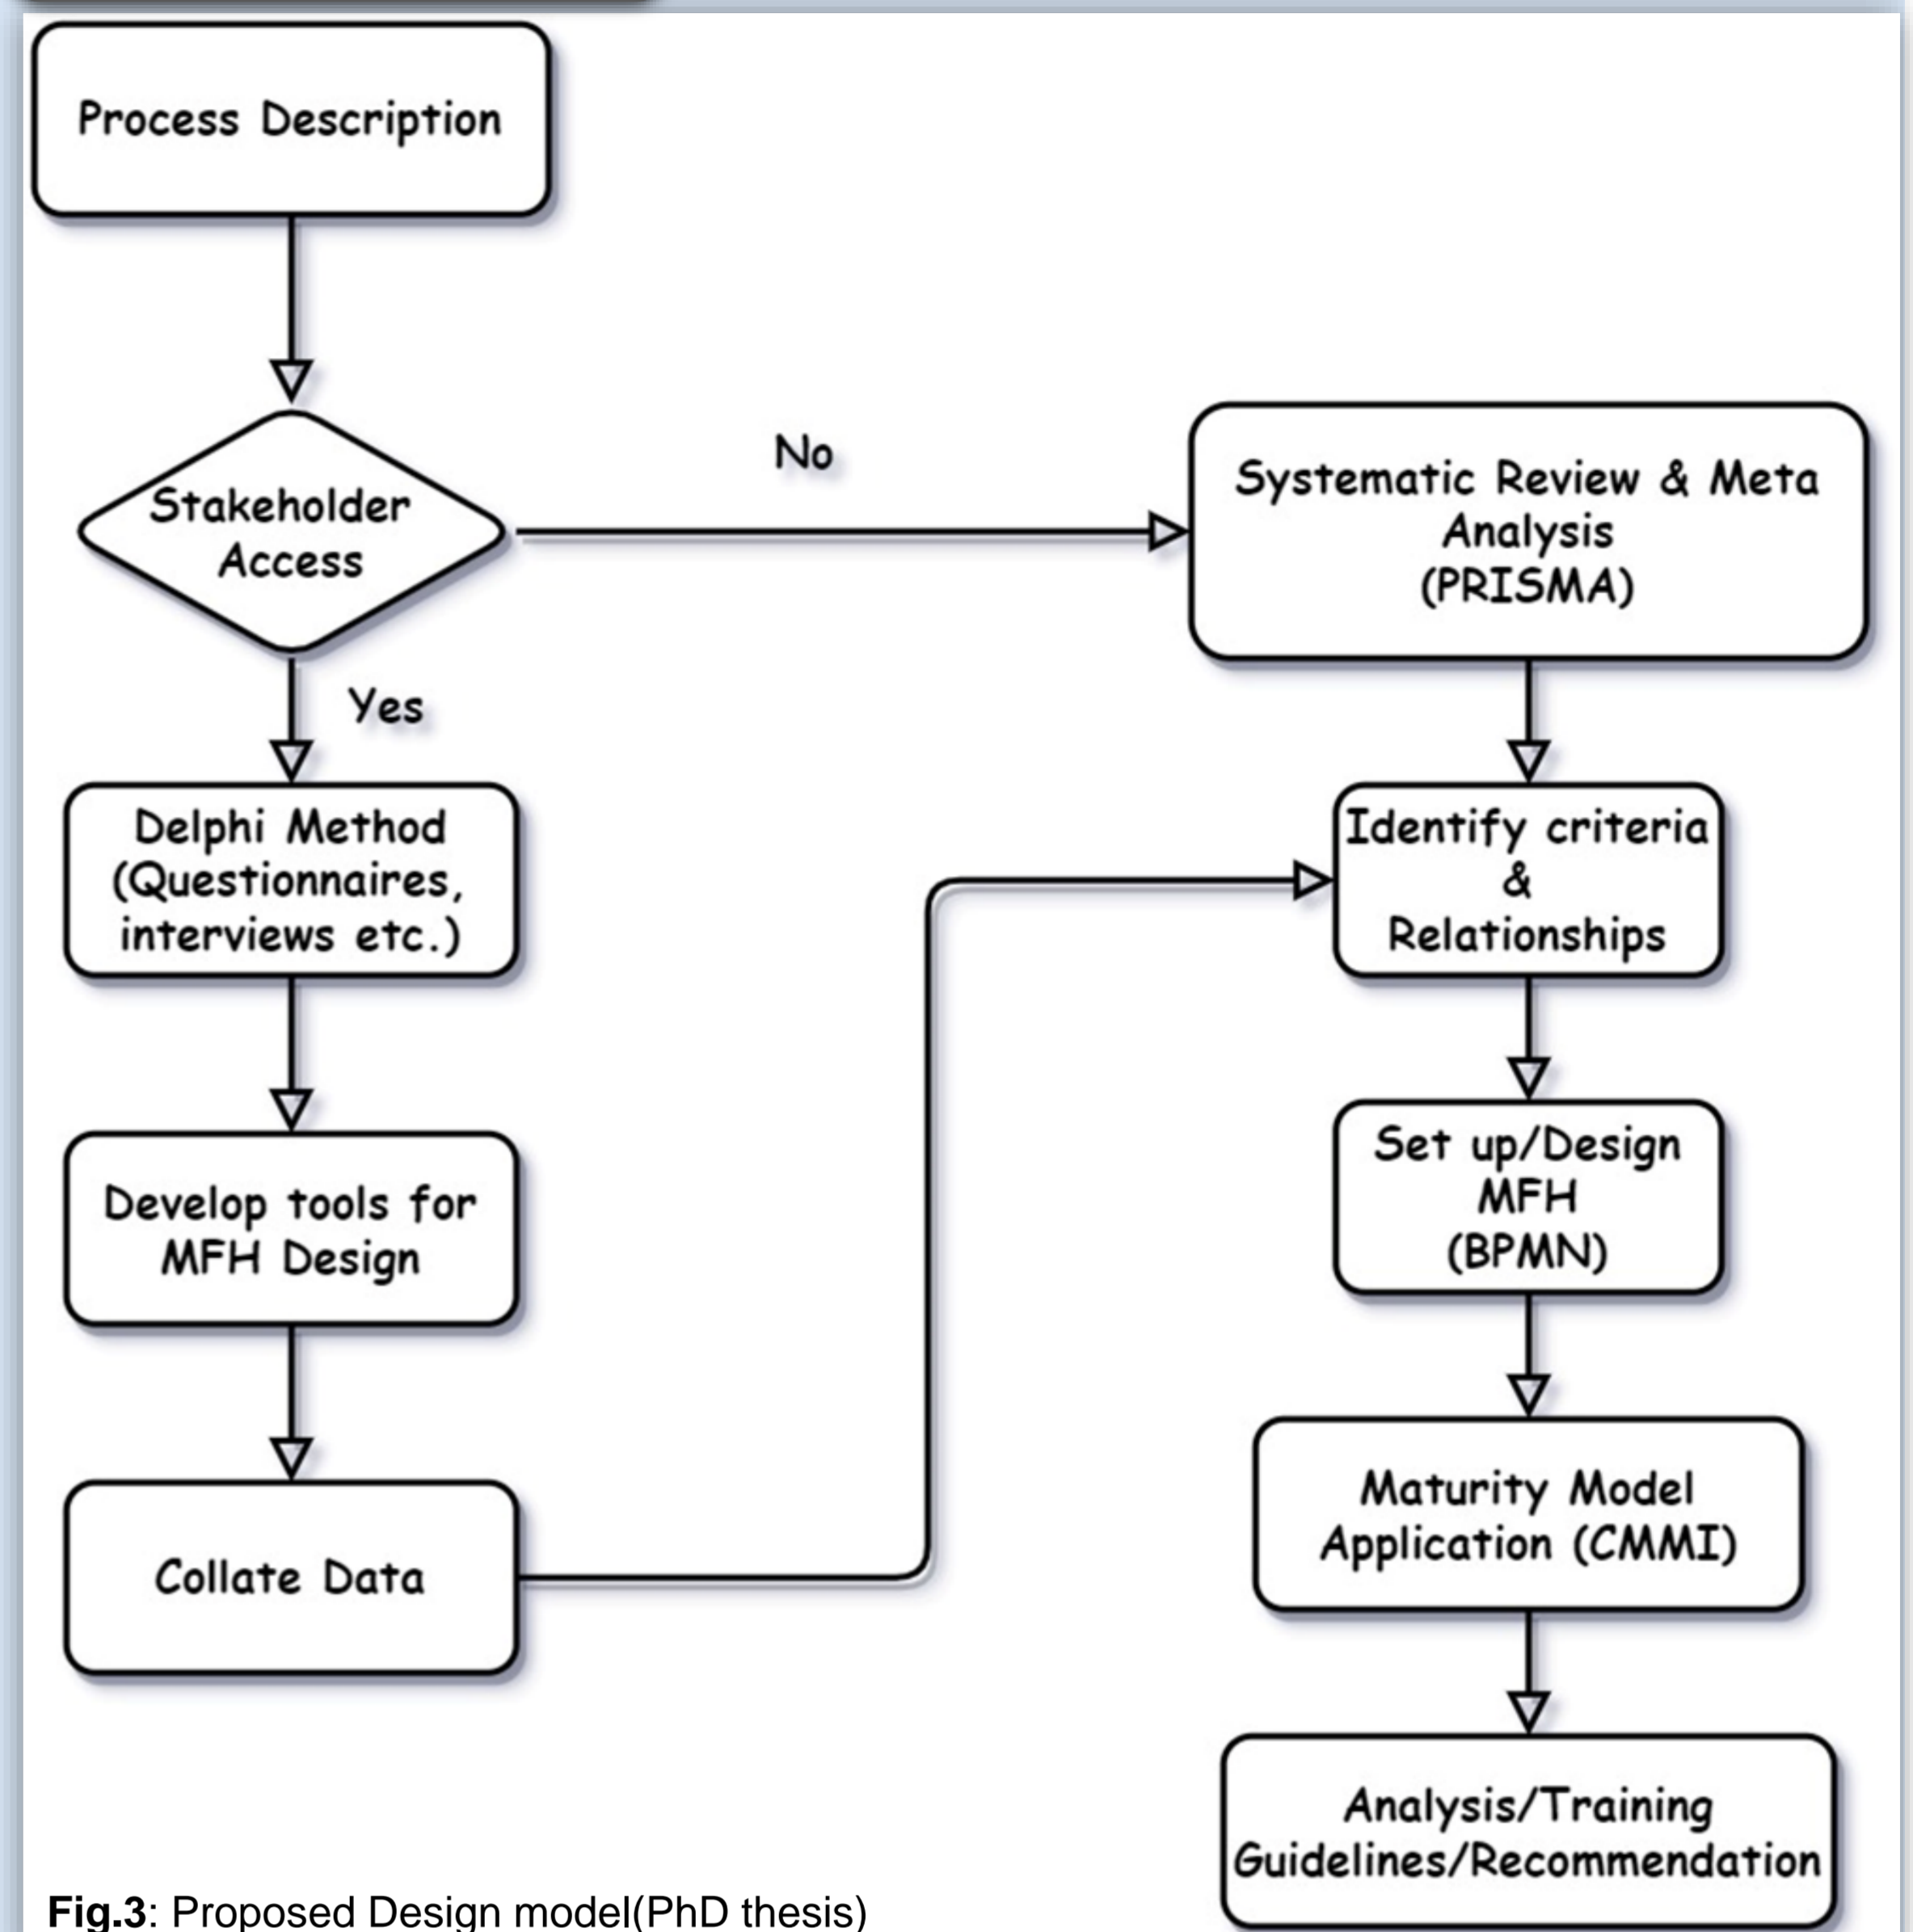 Process Description
Stakeholder
Access
No
Yes
Systematic Review & Meta
Analysis
(PRISMA)
Delphi Method
(Questionnaires,
interviews etc.)
Identify criteria
&
Relationships
Develop tools for
MFH Design
Set up/Design
MFH
(BPMN)
Collate Data
Maturity Model
Application (CMMI)
Analysis/Training
Guidelines/Recommendation
Fig.3: Proposed Design model(PhD thesis)